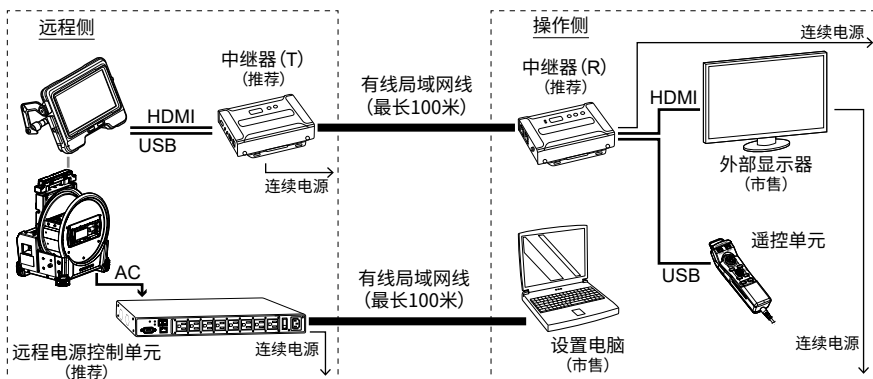 远程侧
中继器(T)
(推荐)
HDMI
USB
连续电源
有线局域网线
(最长100米)
AC
远程电源控制单元
(推荐)
连续电源
有线局域网线
(最长100米)
操作侧
连续电源
中继器(R)
(推荐)
HDMI
外部显示器
(市售)
遥控单元
USB
设置电脑
(市售)
连续电源